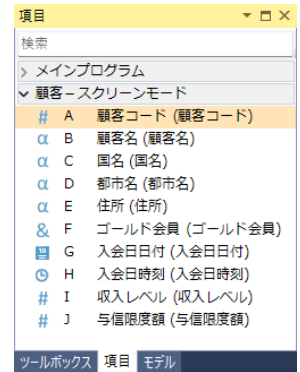 項目
検索
メインプログラム
顧客 – スクリーンモード
# A 顧客コード (顧客コード)
α B 顧客名 (顧客名)
α C 国名 (国名)
α D 都市名 (都市名)
α E 住所 (住所)
& F ゴールド会員 (ゴールド会員)
G 入会日日付 (入会日日付)
H 入会日時刻 (入会日時刻)
# I 収入レベル (収入レベル)
# J 与信限度額 (与信限度額)
ツールボックス 項目 モデル